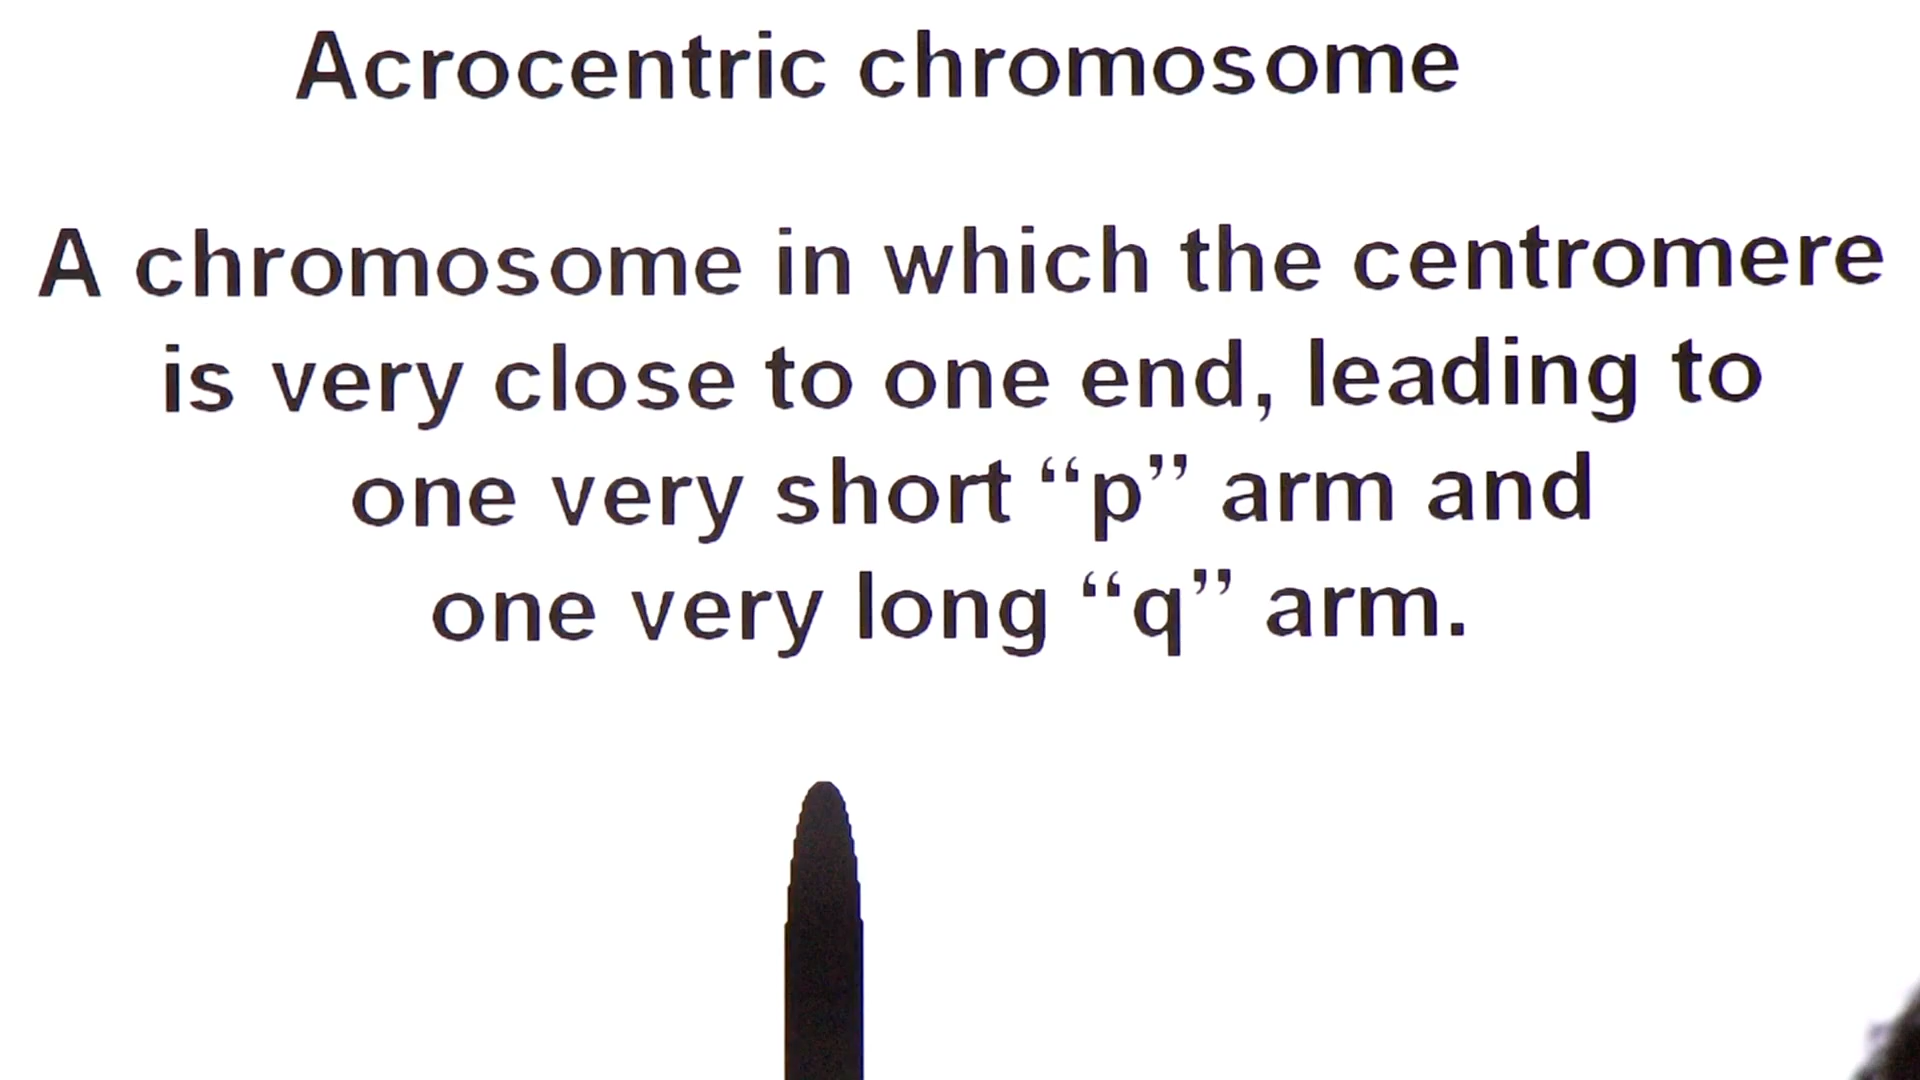 Acrocentric chromosome
A chromosome in which the centromere
is very close to one end, leading to
one very short “p” arm and
one very long “q” arm.